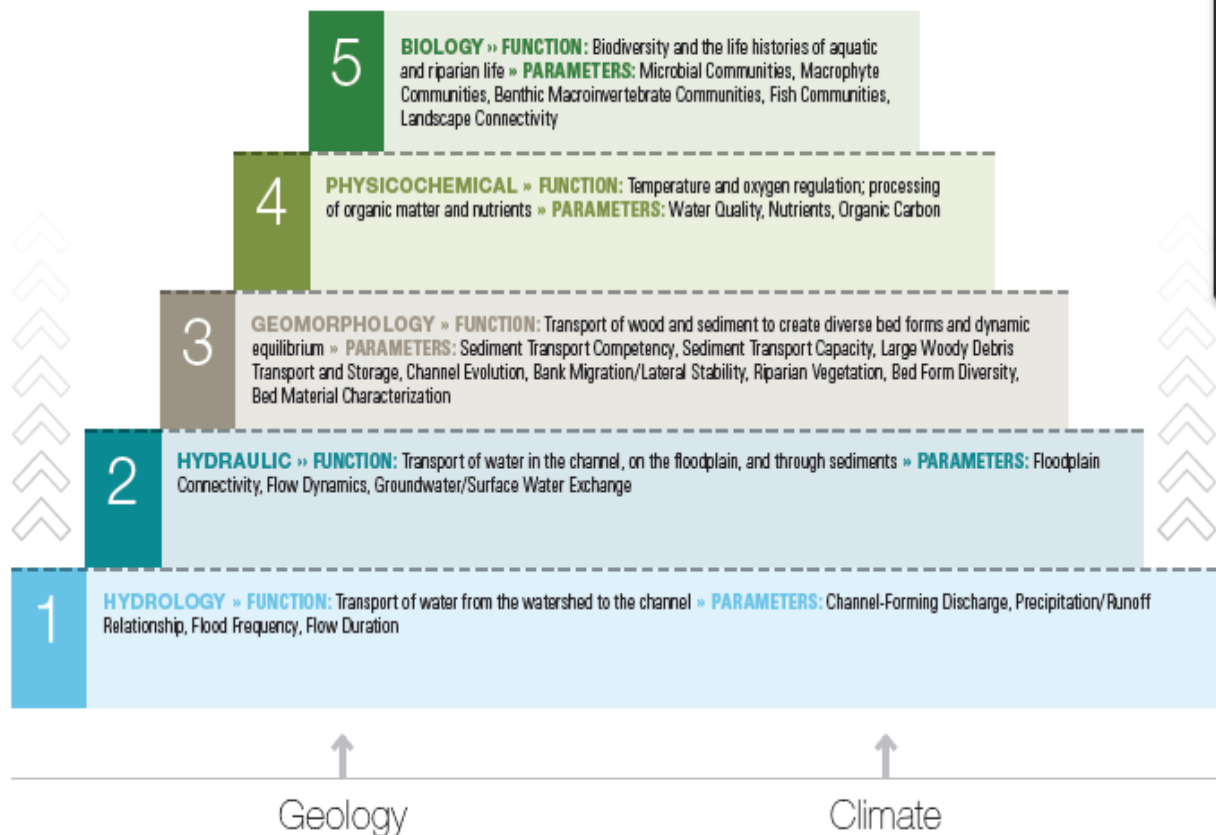 5
BIOLOGY » FUNCTION: Biodiversity and the life histories of aquatic
and riparian life » PARAMETERS: Microbial Communities, Macrophyte
Communities, Benthic Macroinvertebrate Communities, Fish Communities,
Landscape Connectivity
4
PHYSICOCHEMICAL » FUNCTION: Temperature and oxygen regulation; processing
of organic matter and nutrients » PARAMETERS: Water Quality, Nutrients, Organic Carbon
3
GEOMORPHOLOGY » FUNCTION: Transport of wood and sediment to create diverse bed forms and dynamic
equilibrium » PARAMETERS: Sediment Transport Competency, Sediment Transport Capacity, Large Woody Debris
Transport and Storage, Channel Evolution, Bank Migration/Lateral Stability, Riparian Vegetation, Bed Form Diversity,
Bed Material Characterization
2
HYDRAULIC » FUNCTION: Transport of water in the channel, on the floodplain, and through sediments » PARAMETERS: Floodplain
Connectivity, Flow Dynamics, Groundwater/Surface Water Exchange
1
HYDROLOGY » FUNCTION: Transport of water from the watershed to the channel » PARAMETERS: Channel-Forming Discharge, Precipitation/Runoff
Relationship, Flood Frequency, Flow Duration
Geology
Climate